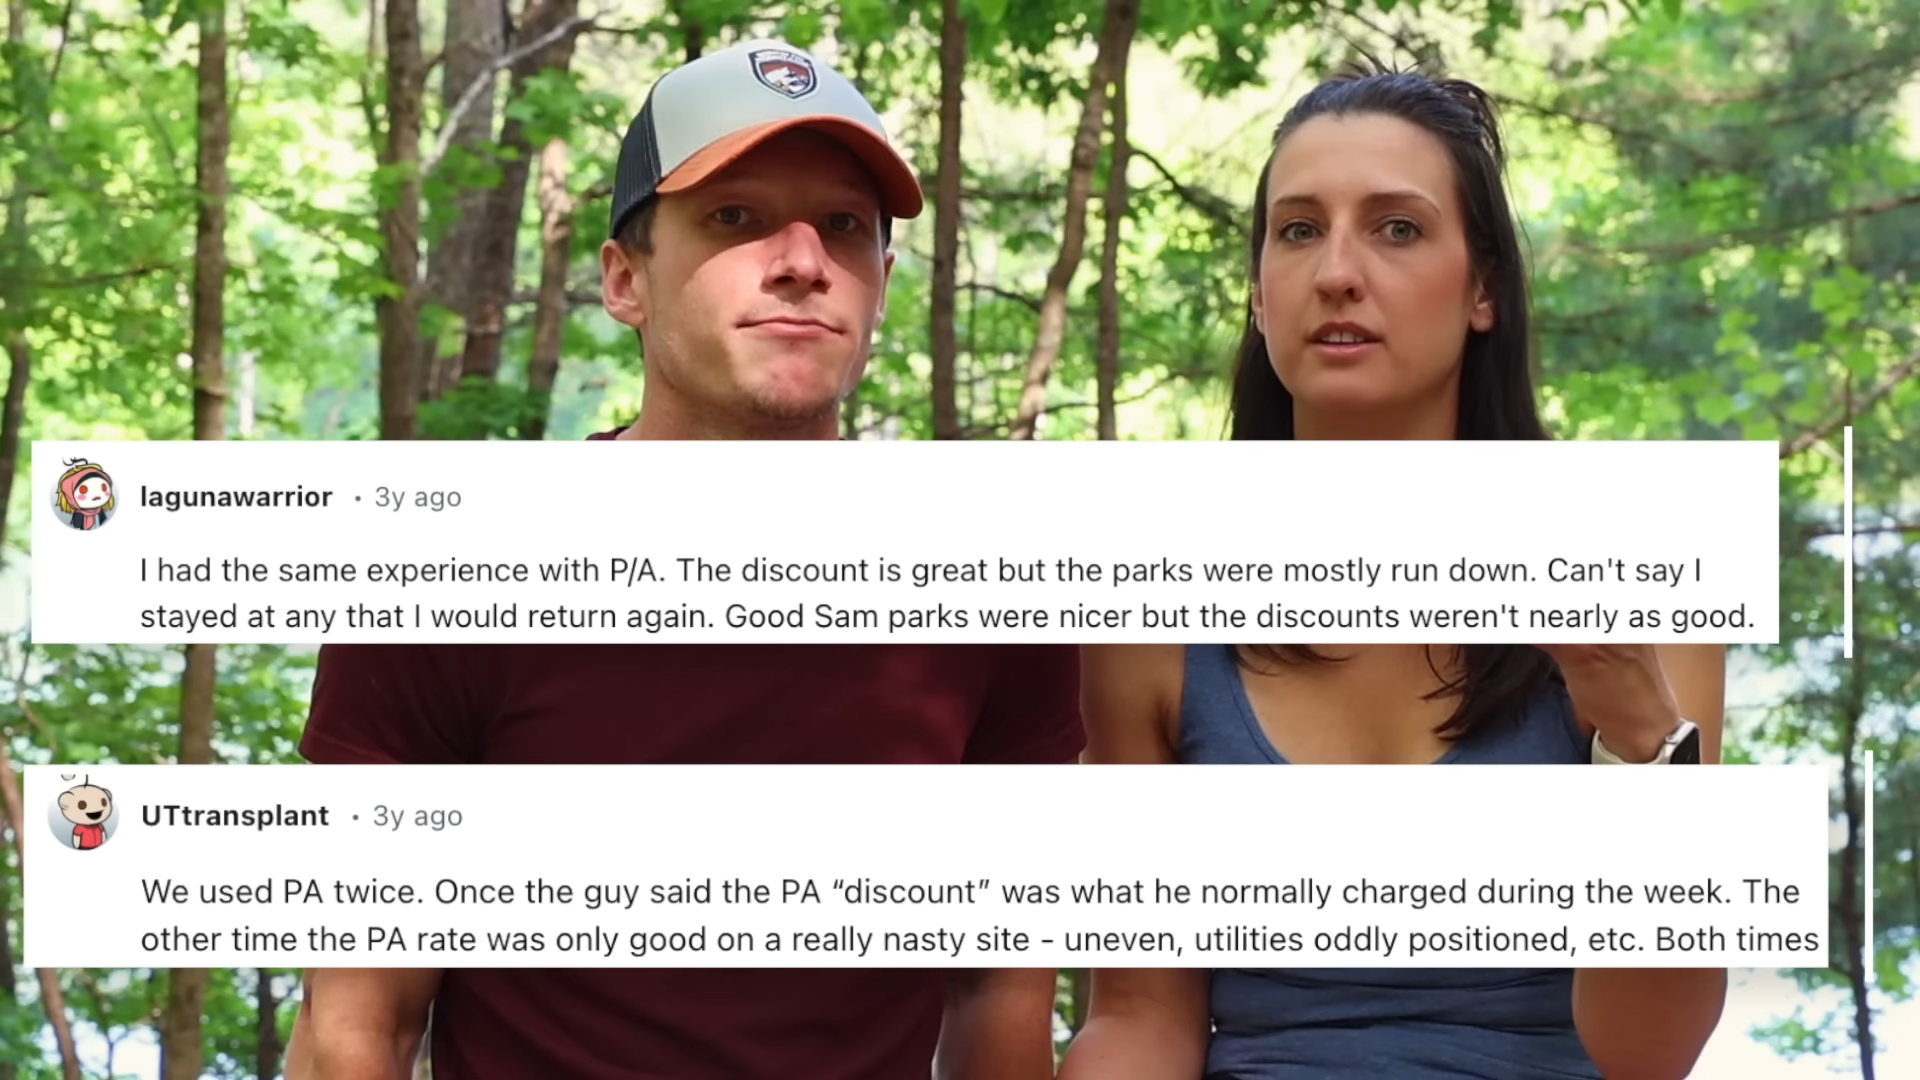 lagunawarrior • 3y ago
I had the same experience with P/A. The discount is great but the parks were mostly run down. Can't say I
stayed at any that I would return again. Good Sam parks were nicer but the discounts weren't nearly as good.
UTtransplant • 3y ago
We used PA twice. Once the guy said the PA “discount” was what he normally charged during the week. The
other time the PA rate was only good on a really nasty site - uneven, utilities oddly positioned, etc. Both times